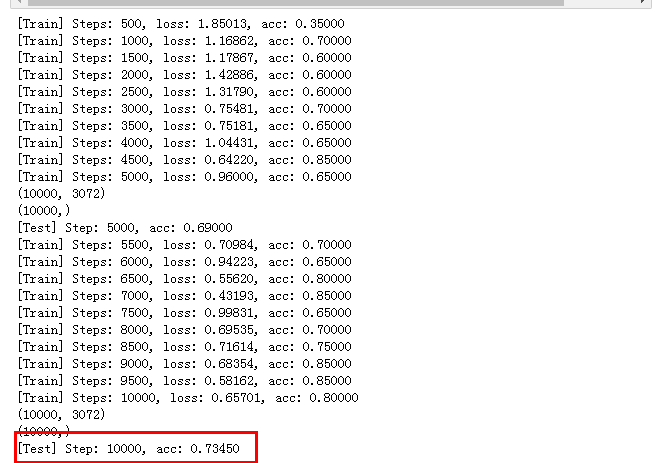 [Train] Steps: 500, loss: 1.85013, acc: 0.35000
[Train] Steps: 1000, loss: 1.16862, acc: 0.70000
[Train] Steps: 1500, loss: 1.17867, acc: 0.60000
[Train] Steps: 2000, loss: 1.42886, acc: 0.60000
[Train] Steps: 2500, loss: 1.31790, acc: 0.60000
[Train] Steps: 3000, loss: 0.75481, acc: 0.70000
[Train] Steps: 3500, loss: 0.75181, acc: 0.65000
[Train] Steps: 4000, loss: 1.04431, acc: 0.65000
[Train] Steps: 4500, loss: 0.64220, acc: 0.85000
[Train] Steps: 5000, loss: 0.96000, acc: 0.65000
(10000, 3072)
(10000,)
[Test] Step: 5000, acc: 0.69000
[Train] Steps: 5500, loss: 0.70984, acc: 0.70000
[Train] Steps: 6000, loss: 0.94223, acc: 0.65000
[Train] Steps: 6500, loss: 0.55620, acc: 0.80000
[Train] Steps: 7000, loss: 0.43193, acc: 0.85000
[Train] Steps: 7500, loss: 0.99831, acc: 0.65000
[Train] Steps: 8000, loss: 0.69535, acc: 0.70000
[Train] Steps: 8500, loss: 0.71614, acc: 0.75000
[Train] Steps: 9000, loss: 0.68354, acc: 0.85000
[Train] Steps: 9500, loss: 0.58162, acc: 0.85000
[Train] Steps: 10000, loss: 0.65701, acc: 0.80000
(10000, 3072)
(10000,)
[Test] Step: 10000, acc: 0.73450